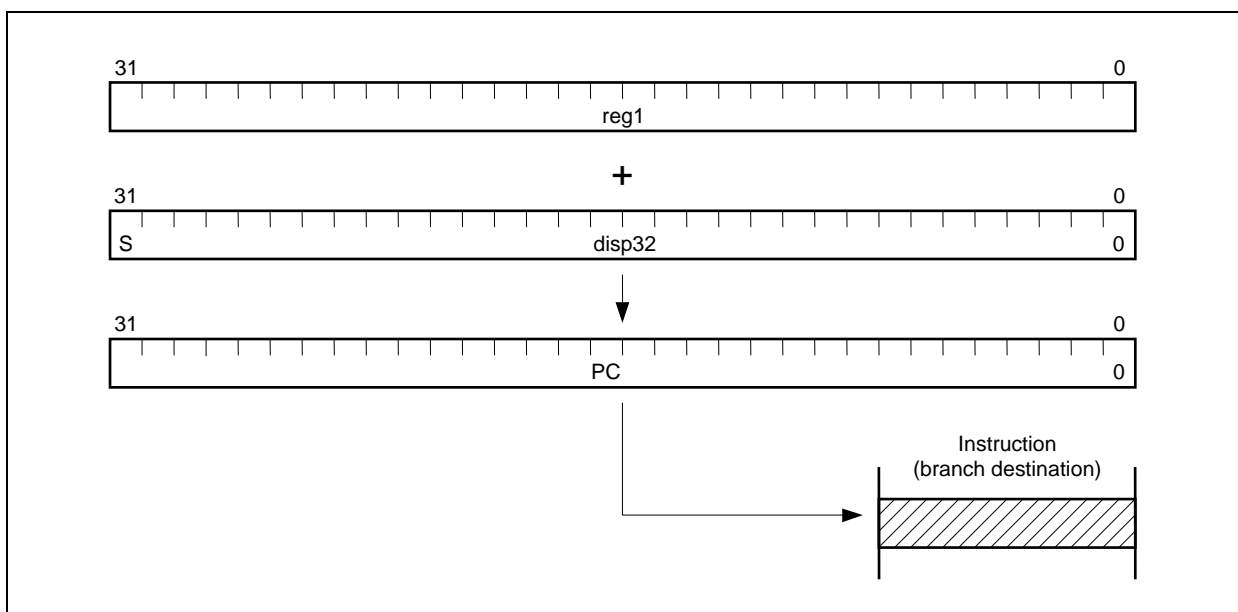 31 0
reg1
+
31 0
S disp32 0
31 0
PC 0
Instruction
(branch destination)